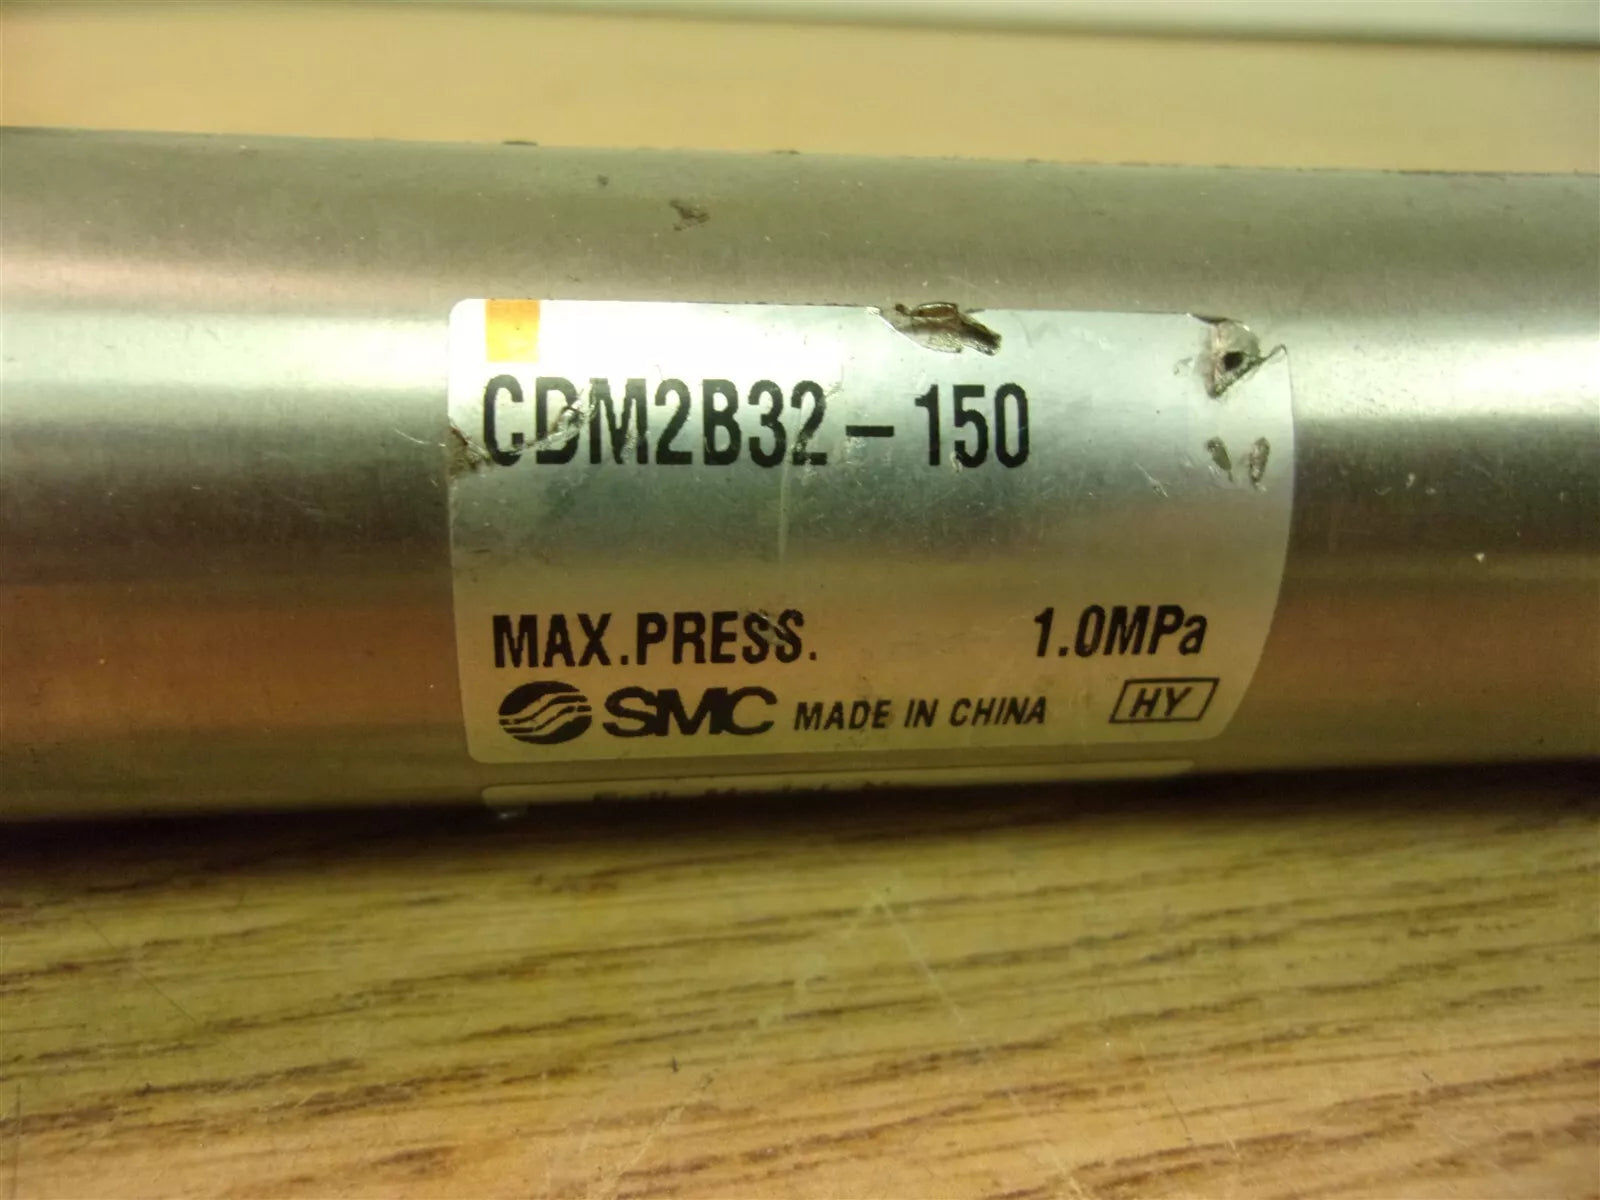 CDM2B32-150
MAX.PRESS. 1.0MPa
SMC MADE IN CHINA HY